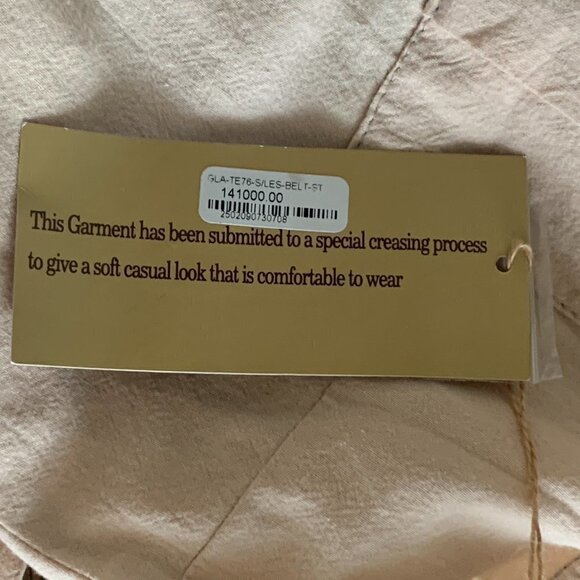 GLA-TE76-S/LES-BELT-ST
141000.00
2502090730708
This Garment has been submitted to a special creasing process
to give a soft casual look that is comfortable to wear